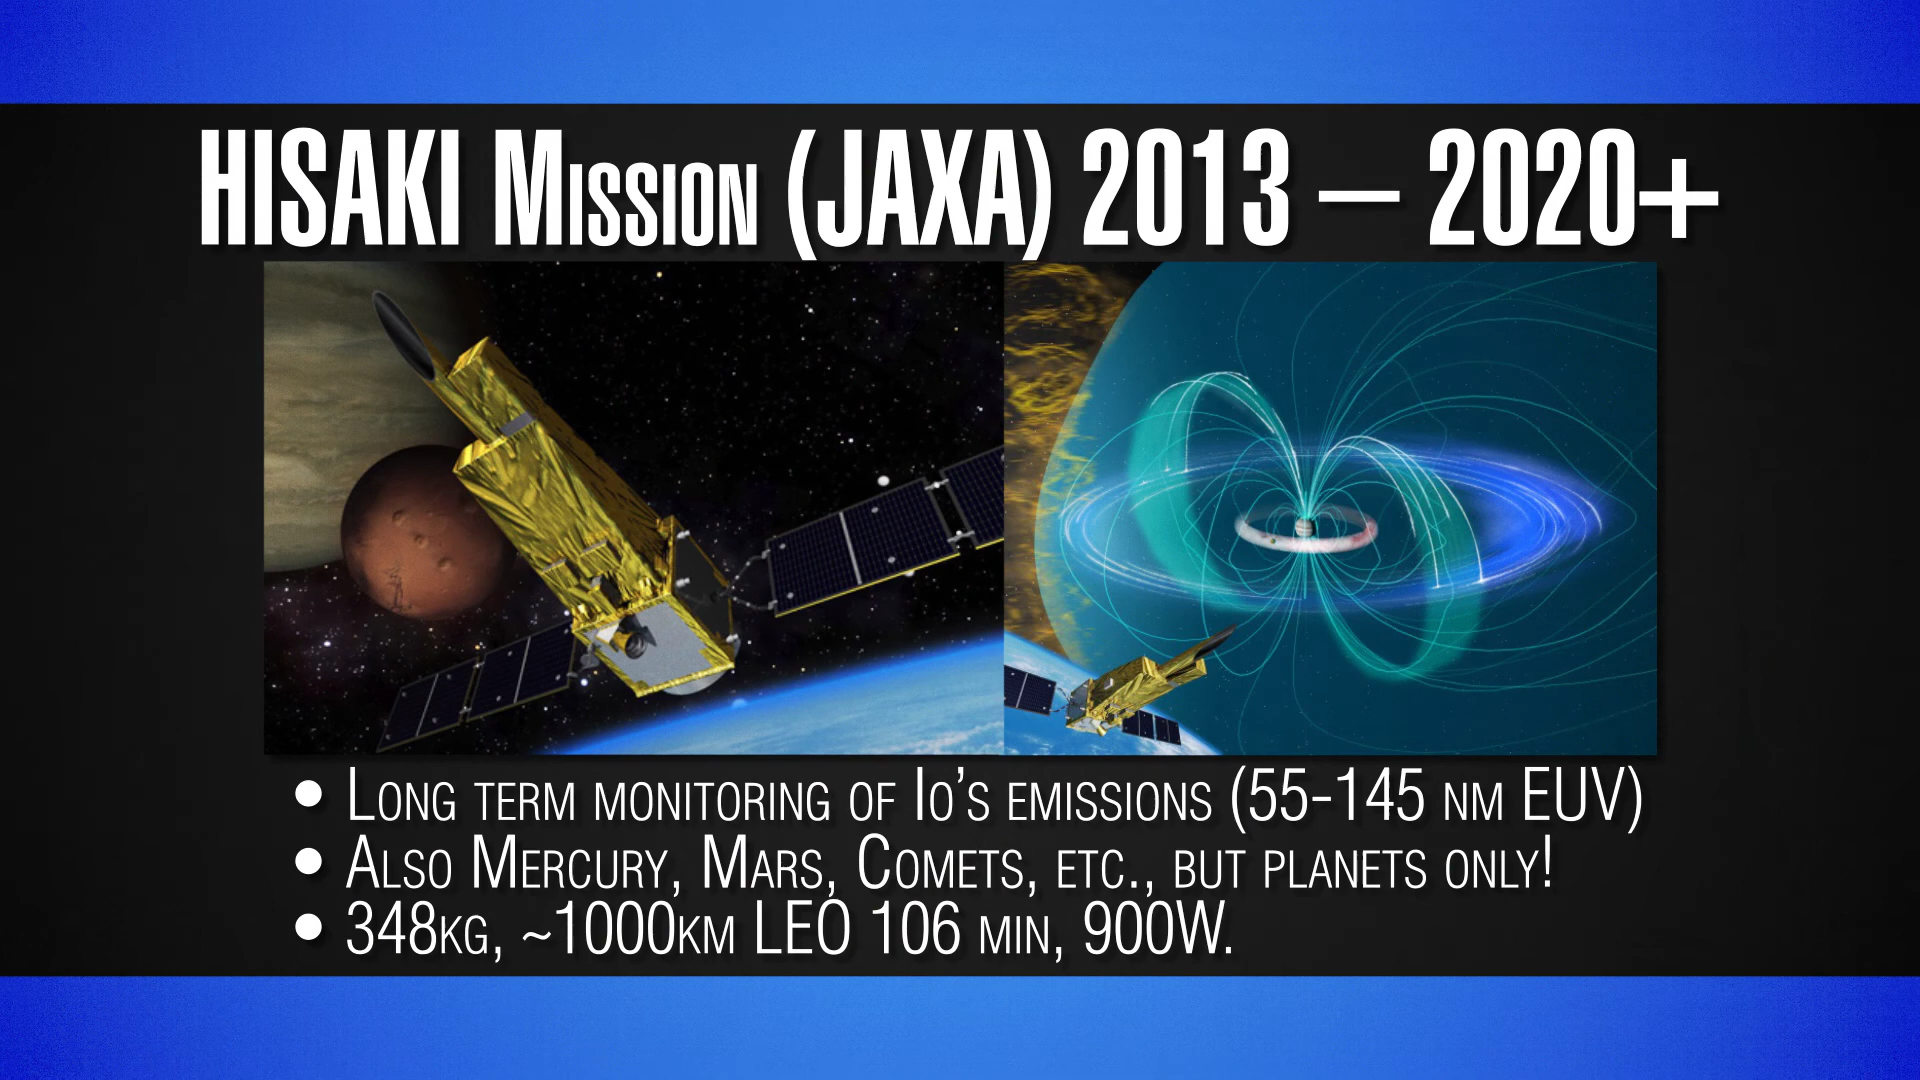 HISAKI Mission (JAXA) 2013 – 2020+
• Long term monitoring of Io's emissions (55-145 nm EUV)
• Also Mercury, Mars, Comets, etc., but planets only!
• 348kg, ~1000km LEO 106 min, 900W.